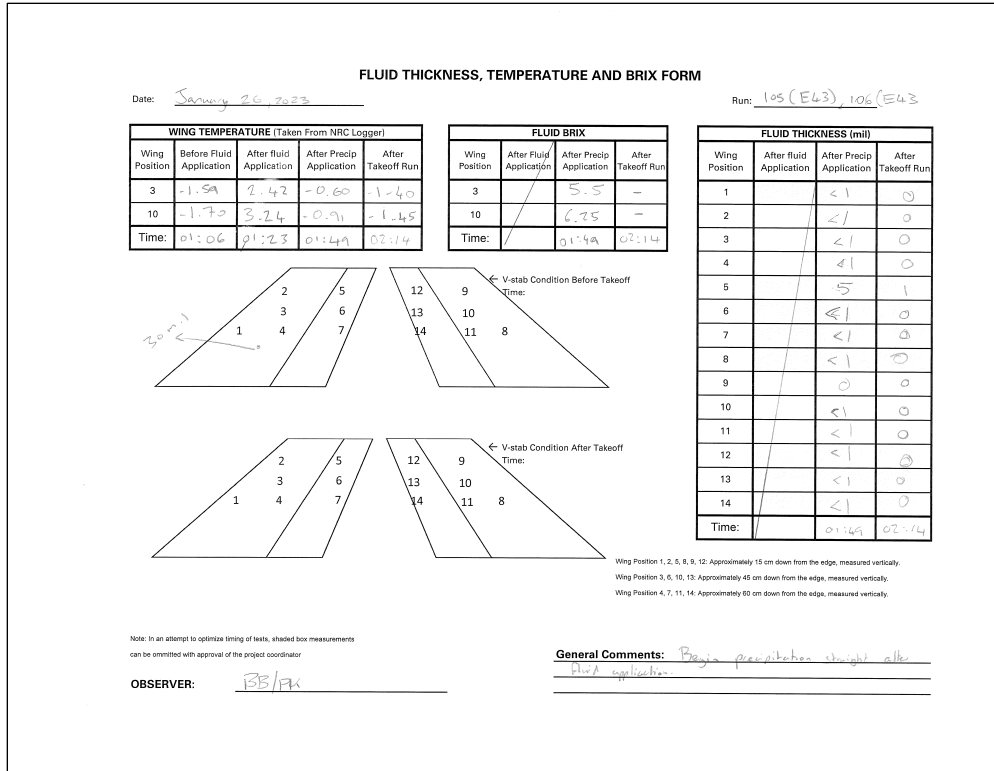 FLUID THICKNESS, TEMPERATURE AND BRIX FORM
Date: January 26, 2023
Run: 105 (E43), 106 (E43
WING TEMPERATURE (Taken From NRC Logger)
Wing Position Before Fluid Application After fluid Application After Precip Application After Takeoff Run
3 -1.59 2.42 -0.60 -1.40
10 -1.70 3.24 -0.91 -1.45
Time: 01:06 01:23 01:49 02:14
FLUID BRIX
Wing Position After Fluid Application After Precip Application After Takeoff Run
3 5.5 –
10 6.25 –
Time: 01:49 02:14
FLUID THICKNESS (mil)
Wing Position After fluid Application After Precip Application After Takeoff Run
1 <1 0
2 <1 0
3 <1 0
4 <1 0
5 5 1
6 <1 0
7 <1 0
8 <1 0
9 0 0
10 <1 0
11 <1 0
12 <1 0
13 <1 0
14 <1 0
Time: 01:49 02:14
← V-stab Condition Before Takeoff
Time:
2 5 12 9
3 6 13 10
1 4 7 14 11 8
30 mil
← V-stab Condition After Takeoff
Time:
2 5 12 9
3 6 13 10
1 4 7 14 11 8
Wing Position 1, 2, 5, 8, 9, 12: Approximately 15 cm down from the edge, measured vertically.
Wing Position 3, 6, 10, 13: Approximately 45 cm down from the edge, measured vertically.
Wing Position 4, 7, 11, 14: Approximately 60 cm down from the edge, measured vertically.
Note: In an attempt to optimize timing of tests, shaded box measurements
can be ommitted with approval of the project coordinator
General Comments: Begin precipitation straight after
fluid application.
OBSERVER: BB/PK